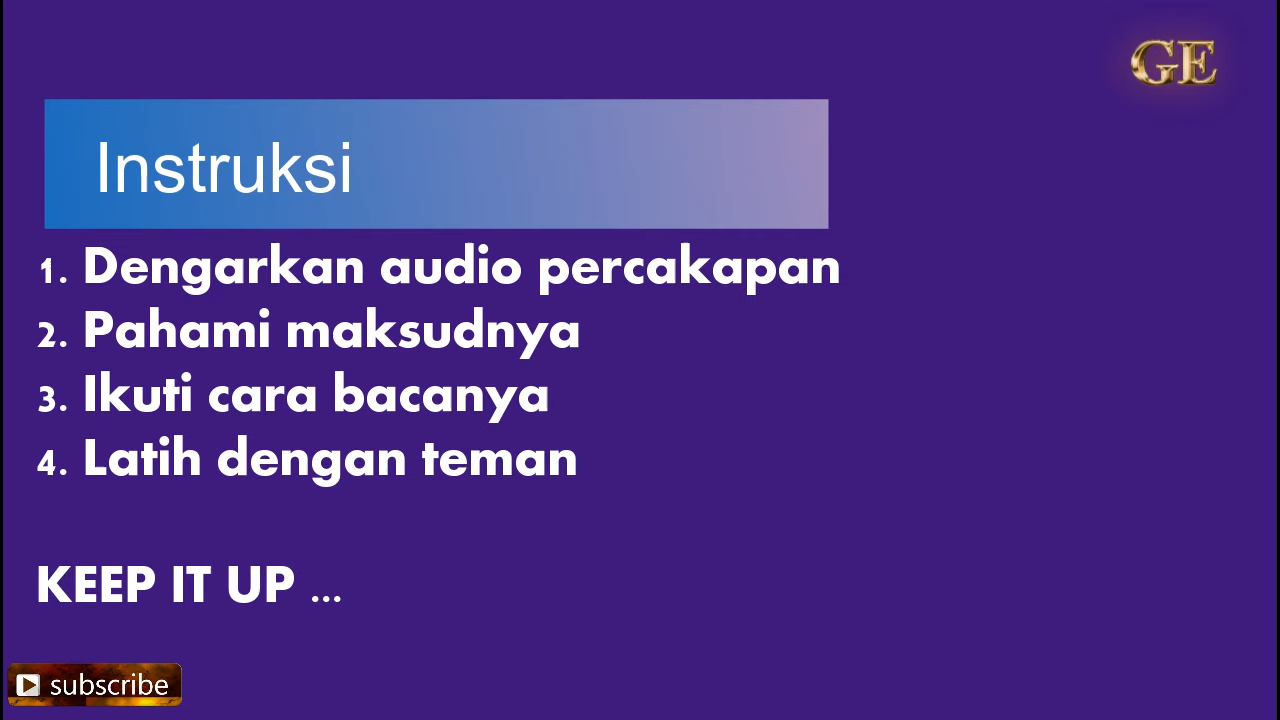 GE
Instruksi
1. Dengarkan audio percakapan
2. Pahami maksudnya
3. Ikuti cara bacanya
4. Latih dengan teman
KEEP IT UP ...
subscribe